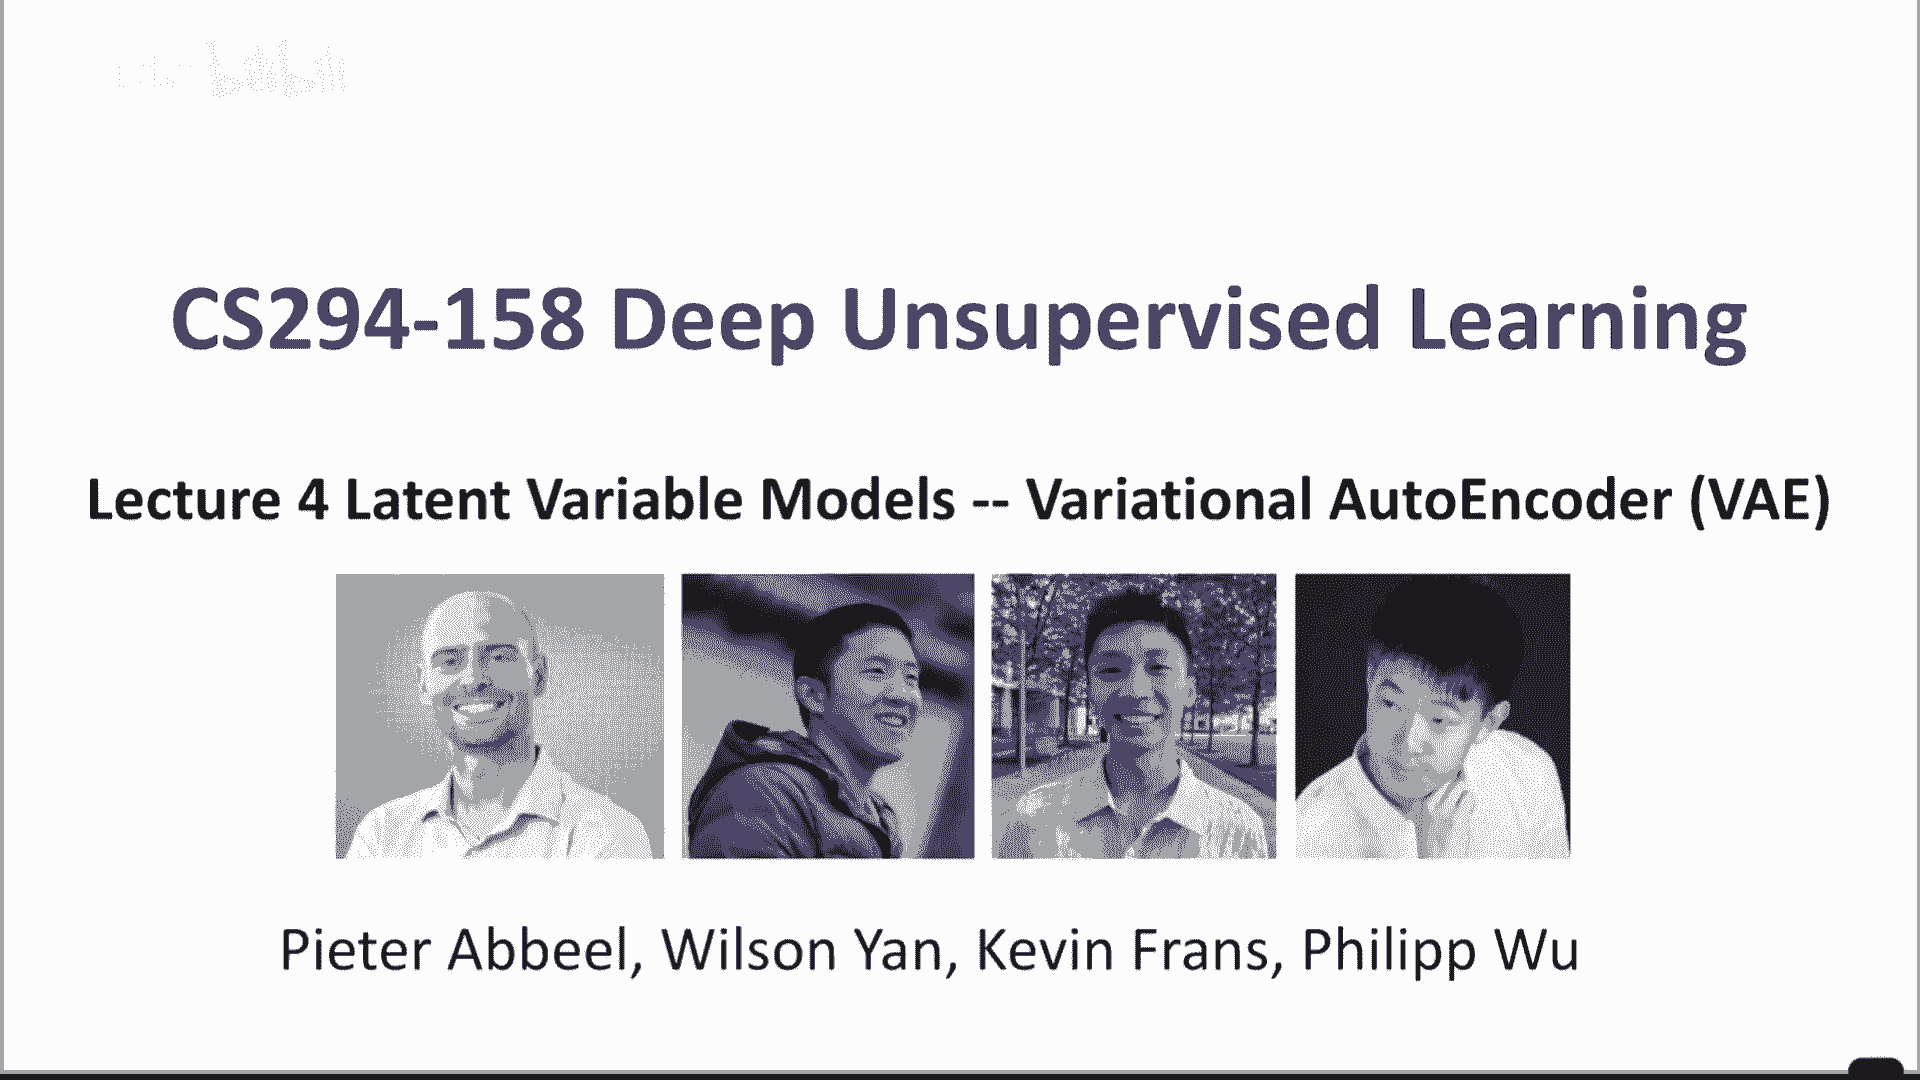 CS294-158 Deep Unsupervised Learning
Lecture 4 Latent Variable Models -- Variational AutoEncoder (VAE)
Pieter Abbeel, Wilson Yan, Kevin Frans, Philipp Wu